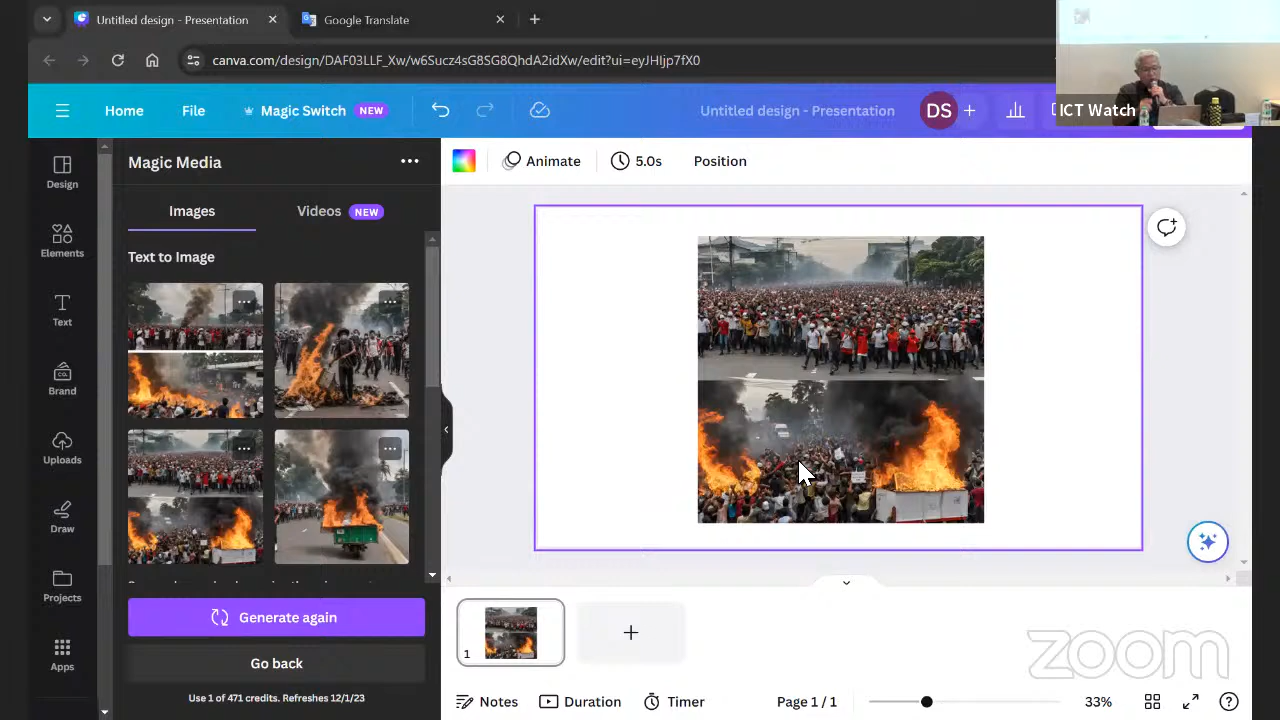 Untitled design - Presentation
Google Translate
canva.com/design/DAF03LLF_Xw/w6Sucz4sG8SG8QhdA2idXw/edit?ui=eyJHIjp7fX0
Home
File
Magic Switch NEW
Untitled design - Presentation
DS
ICT Watch
Design
Elements
Text
Brand
Uploads
Draw
Projects
Apps
Magic Media
Images
Videos NEW
Text to Image
Generate again
Go back
Use 1 of 471 credits. Refreshes 12/1/23
Animate
5.0s
Position
1
Notes
Duration
Timer
Page 1 / 1
33%
zoom